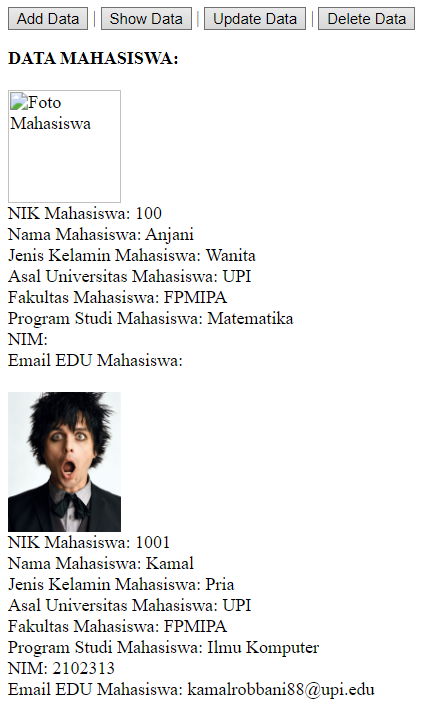 Add Data | Show Data | Update Data | Delete Data
DATA MAHASISWA:
Foto
Mahasiswa
NIK Mahasiswa: 100
Nama Mahasiswa: Anjani
Jenis Kelamin Mahasiswa: Wanita
Asal Universitas Mahasiswa: UPI
Fakultas Mahasiswa: FPMIPA
Program Studi Mahasiswa: Matematika
NIM:
Email EDU Mahasiswa:
NIK Mahasiswa: 1001
Nama Mahasiswa: Kamal
Jenis Kelamin Mahasiswa: Pria
Asal Universitas Mahasiswa: UPI
Fakultas Mahasiswa: FPMIPA
Program Studi Mahasiswa: Ilmu Komputer
NIM: 2102313
Email EDU Mahasiswa: kamalrobbani88@upi.edu